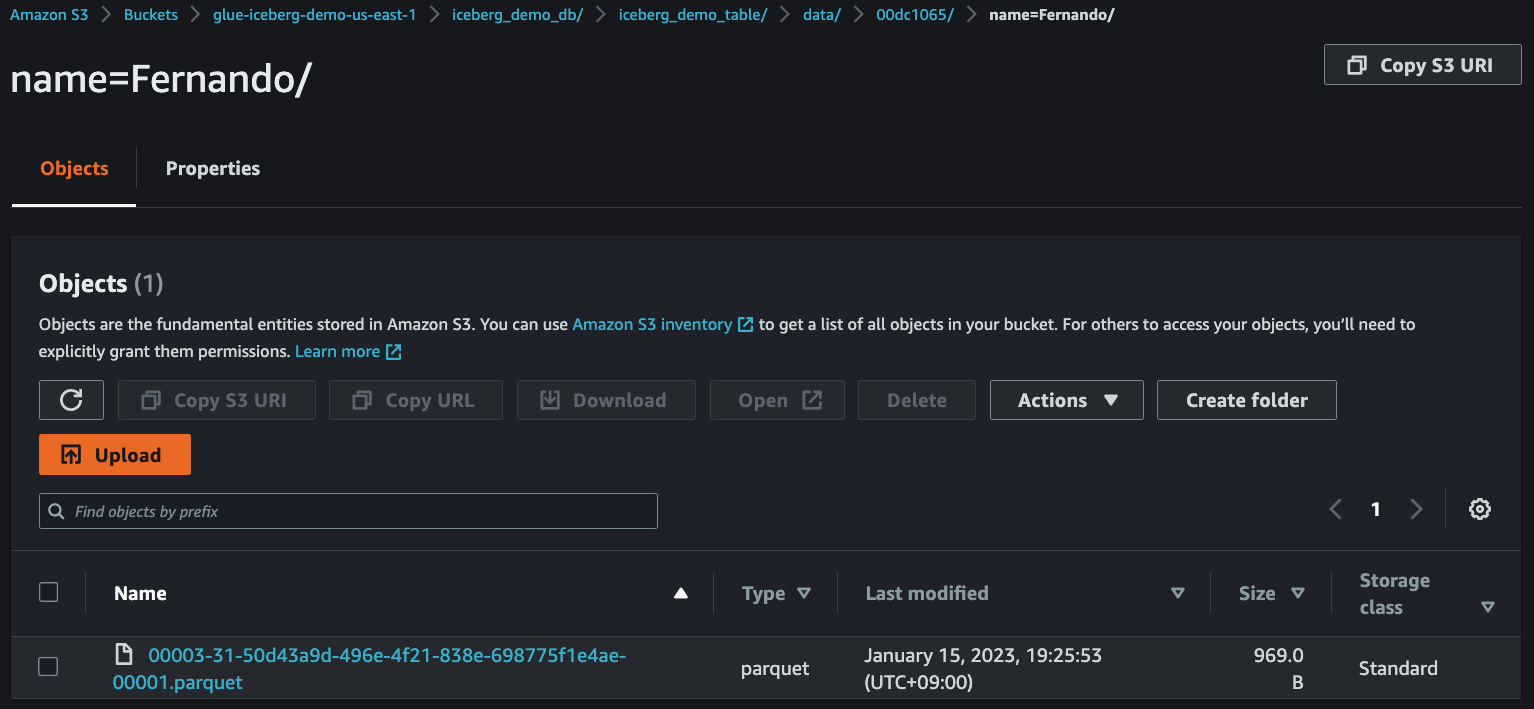 Amazon S3 > Buckets > glue-iceberg-demo-us-east-1 > iceberg_demo_db/ > iceberg_demo_table/ > data/ > 00dc1065/ > name=Fernando/
name=Fernando/
Copy S3 URI
Objects
Properties
Objects (1)
Objects are the fundamental entities stored in Amazon S3. You can use Amazon S3 inventory to get a list of all objects in your bucket. For others to access your objects, you’ll need to
explicitly grant them permissions. Learn more
Copy S3 URI
Copy URL
Download
Open
Delete
Actions
Create folder
Upload
Find objects by prefix
1
Name
Type
Last modified
Size
Storage
class
00003-31-50d43a9d-496e-4f21-838e-698775f1e4ae-
00001.parquet
parquet
January 15, 2023, 19:25:53
(UTC+09:00)
969.0
B
Standard